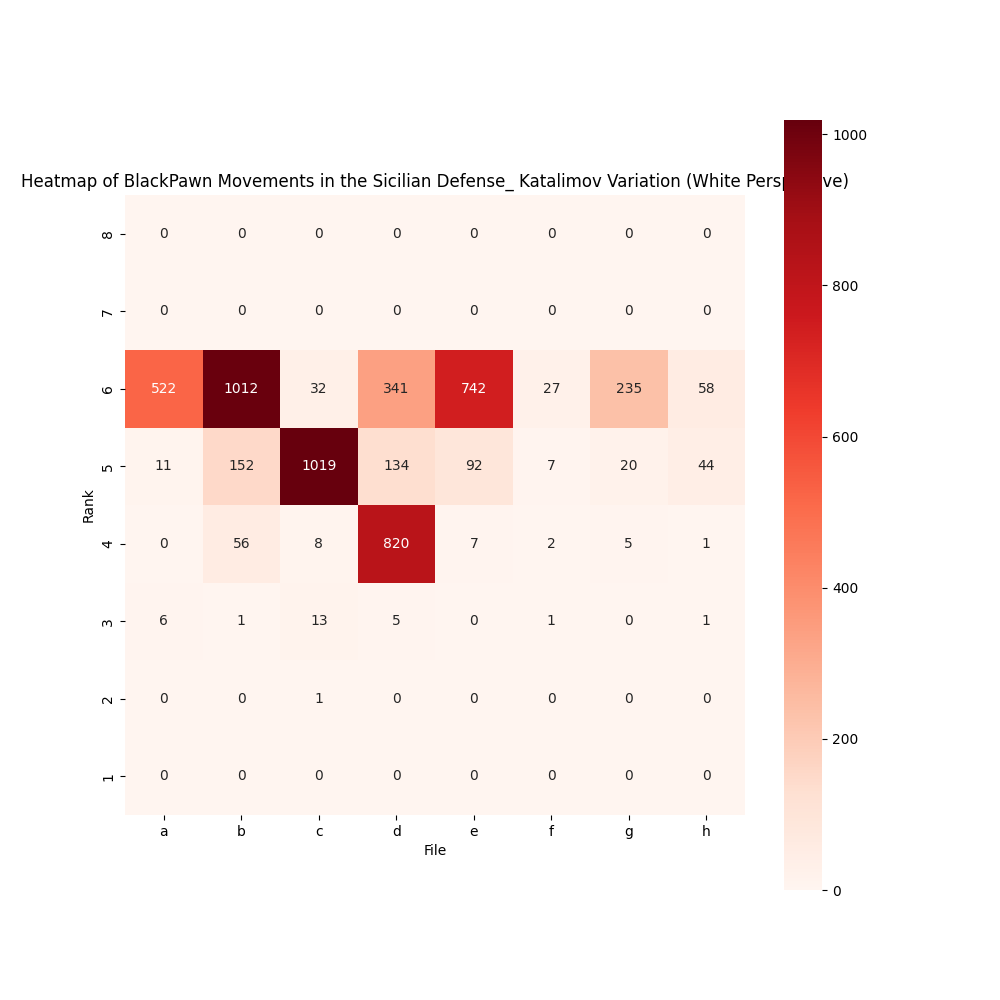 Heatmap of BlackPawn Movements in the Sicilian Defense_ Katalimov Variation (White Perspective)
8 0 0 0 0 0 0 0 0
7 0 0 0 0 0 0 0 0
6 522 1012 32 341 742 27 235 58
5 11 152 1019 134 92 7 20 44
4 0 56 8 820 7 2 5 1
3 6 1 13 5 0 1 0 1
2 0 0 1 0 0 0 0 0
1 0 0 0 0 0 0 0 0
Rank
a b c d e f g h
File
1000
800
600
400
200
0